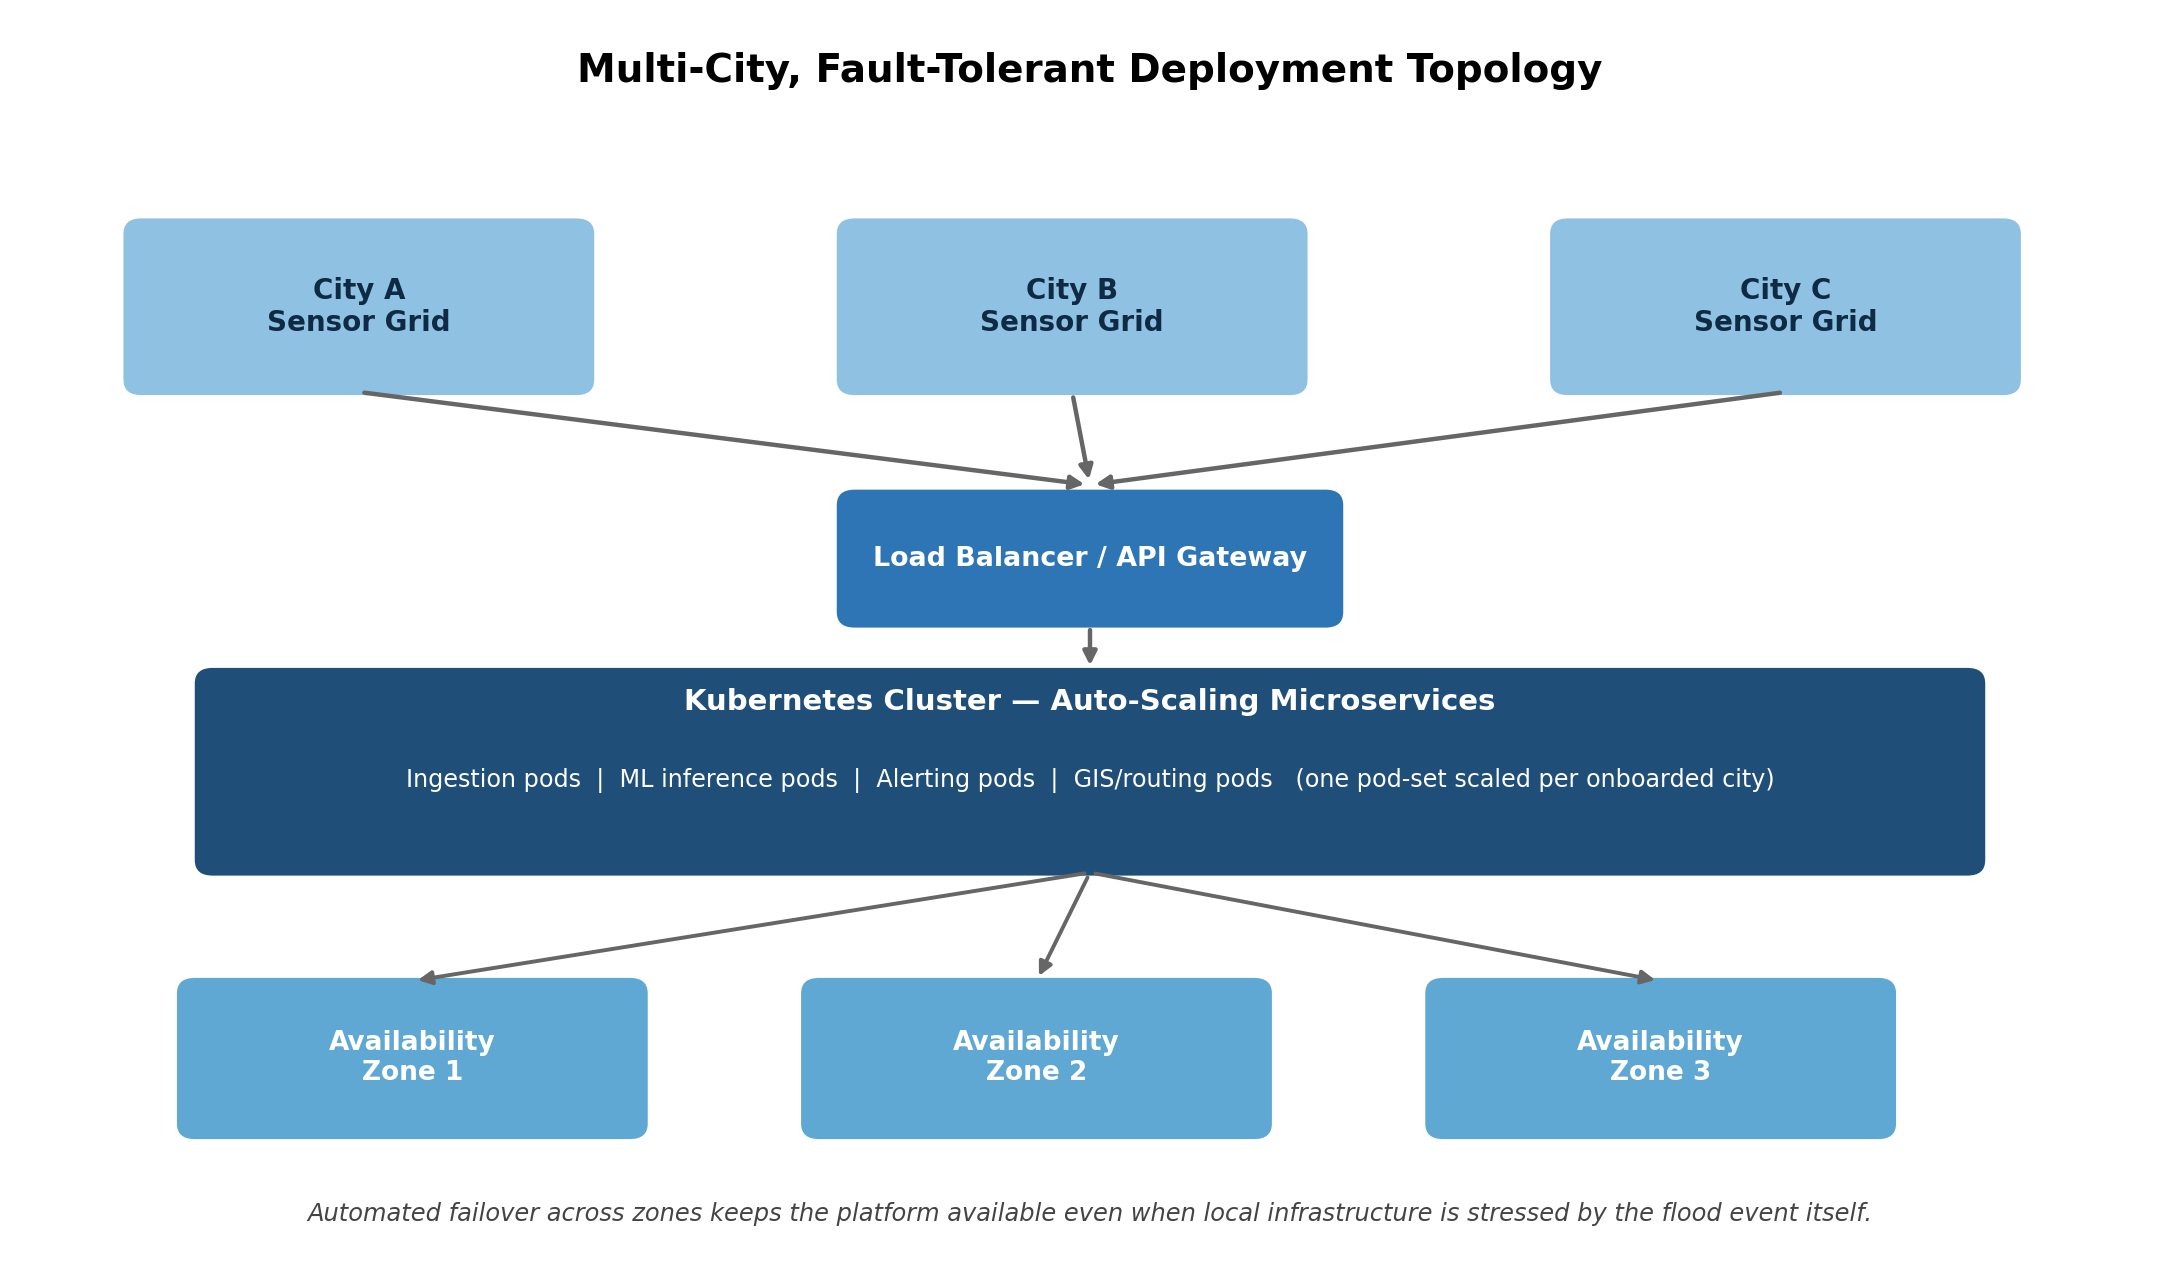 Multi-City, Fault-Tolerant Deployment Topology
City A
Sensor Grid
City B
Sensor Grid
City C
Sensor Grid
Load Balancer / API Gateway
Kubernetes Cluster — Auto-Scaling Microservices
Ingestion pods | ML inference pods | Alerting pods | GIS/routing pods (one pod-set scaled per onboarded city)
Availability
Zone 1
Availability
Zone 2
Availability
Zone 3
Automated failover across zones keeps the platform available even when local infrastructure is stressed by the flood event itself.